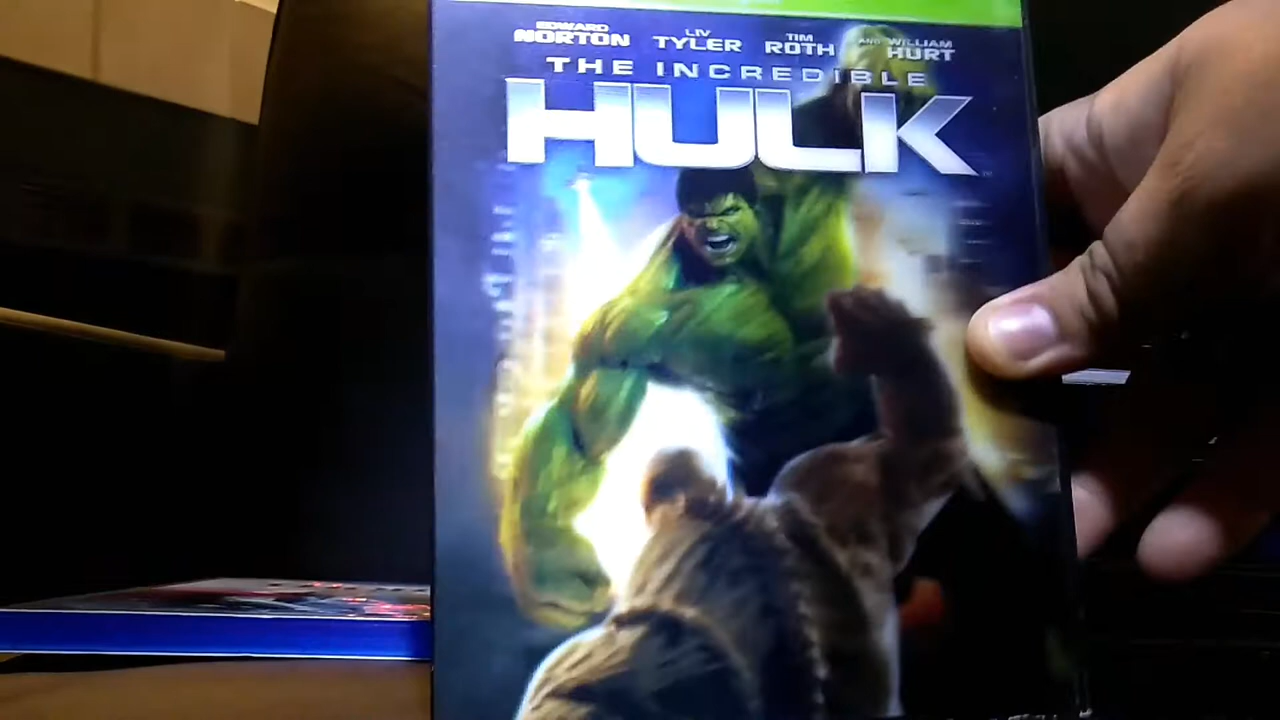 EDWARD NORTON LIV TYLER TIM ROTH AND WILLIAM HURT
THE INCREDIBLE
HULK